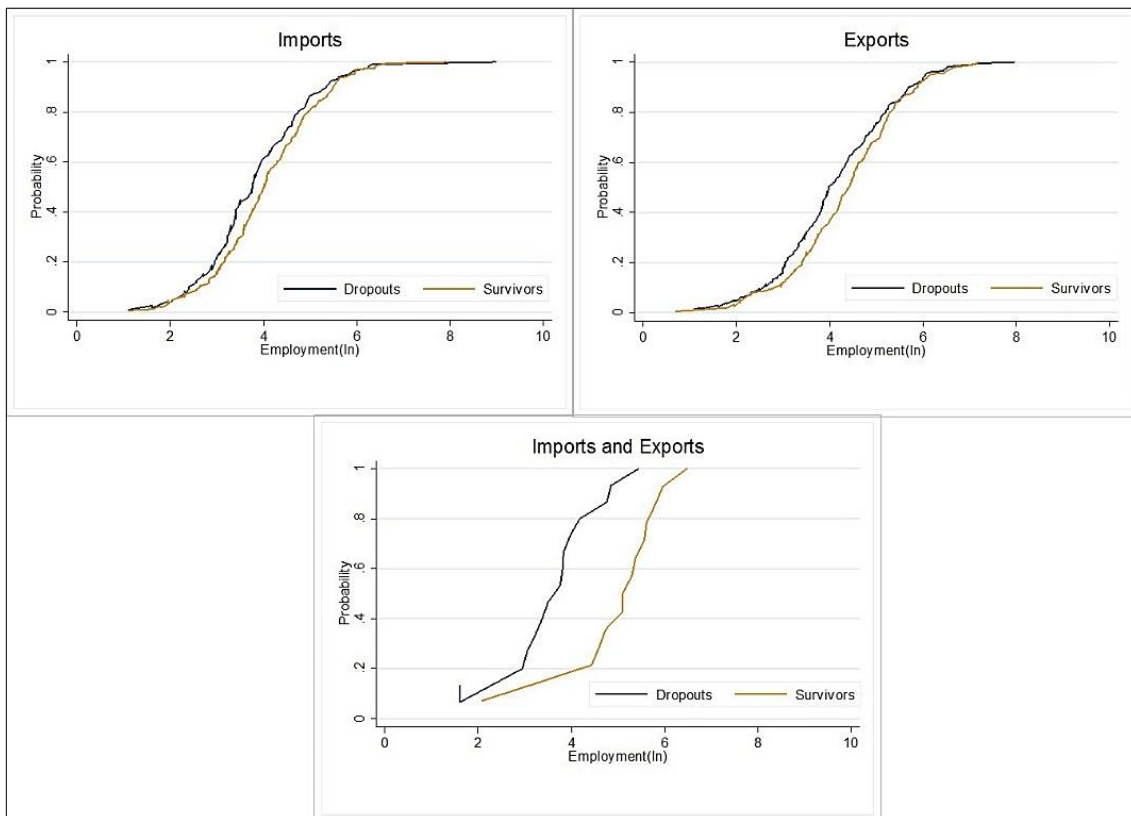 Imports
Probability
1
.8
.6
.4
.2
0
Dropouts Survivors
0 2 4 6 8 10
Employment(ln)
Exports
Probability
1
.8
.6
.4
.2
0
Dropouts Survivors
0 2 4 6 8 10
Employment(ln)
Imports and Exports
Probability
1
.8
.6
.4
.2
0
Dropouts Survivors
0 2 4 6 8 10
Employment(ln)